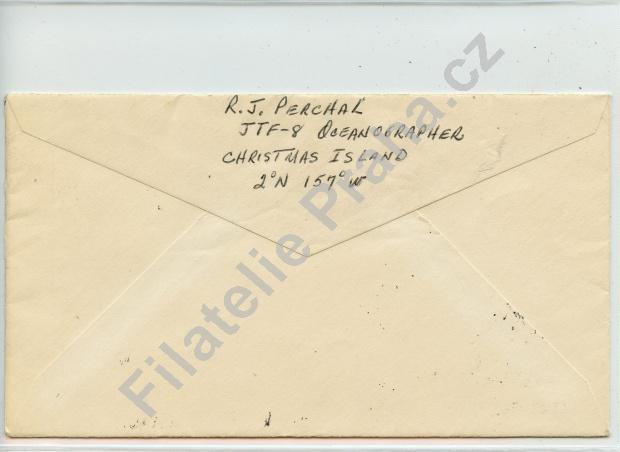 R.J. PERCHAL
JTF-8 OCEANOGRAPHER
CHRISTMAS ISLAND
2°N 157°W
Filatelie Praha.cz